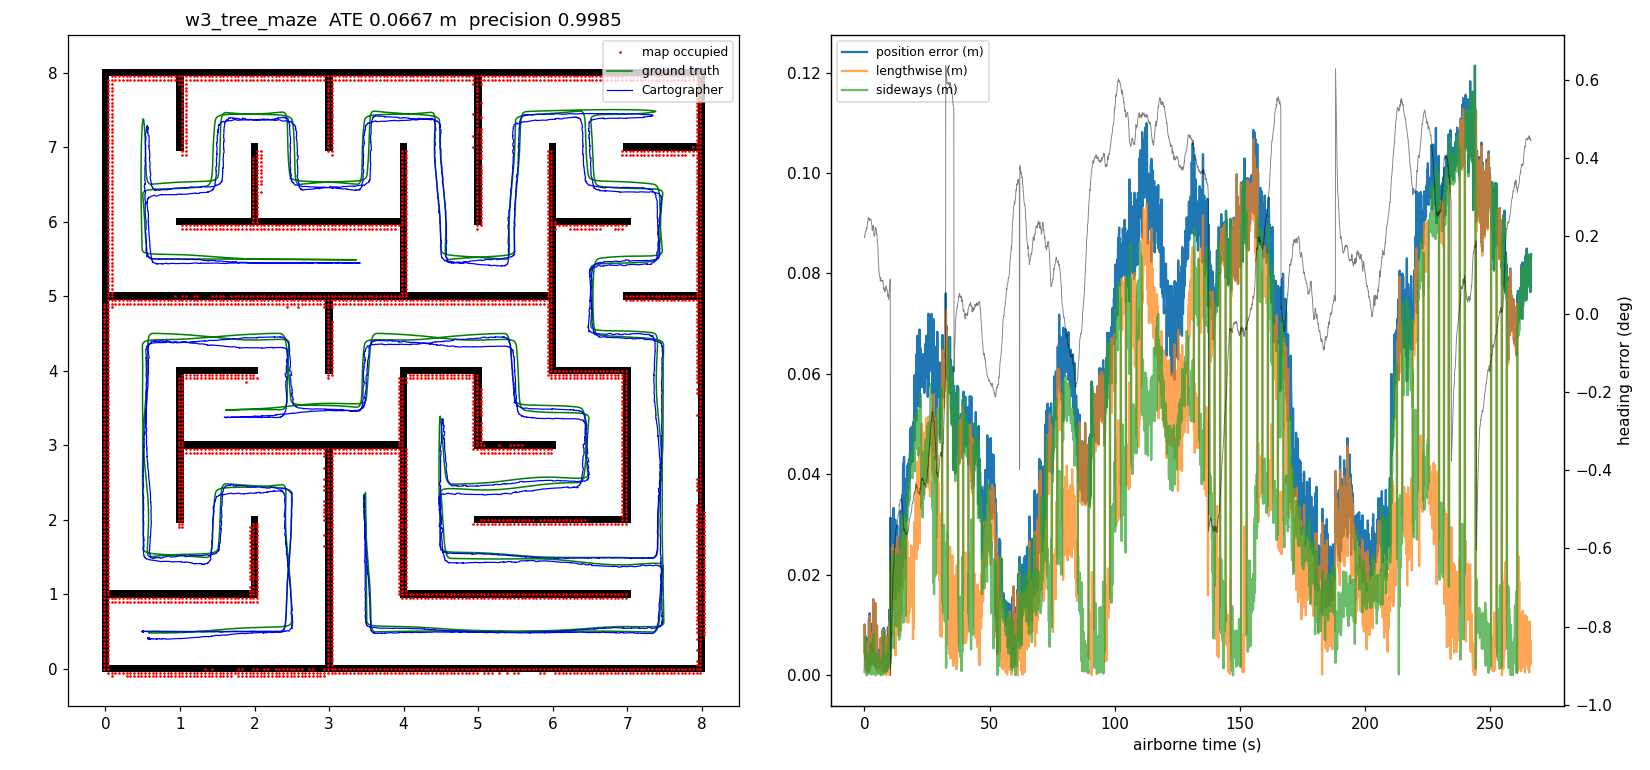 w3_tree_maze  ATE 0.0667 m  precision 0.9985
map occupied
ground truth
Cartographer
8
7
6
5
4
3
2
1
0
0 1 2 3 4 5 6 7 8
position error (m)
lengthwise (m)
sideways (m)
0.12
0.10
0.08
0.06
0.04
0.02
0.00
0 50 100 150 200 250
airborne time (s)
0.6
0.4
0.2
0.0
−0.2
−0.4
−0.6
−0.8
−1.0
heading error (deg)